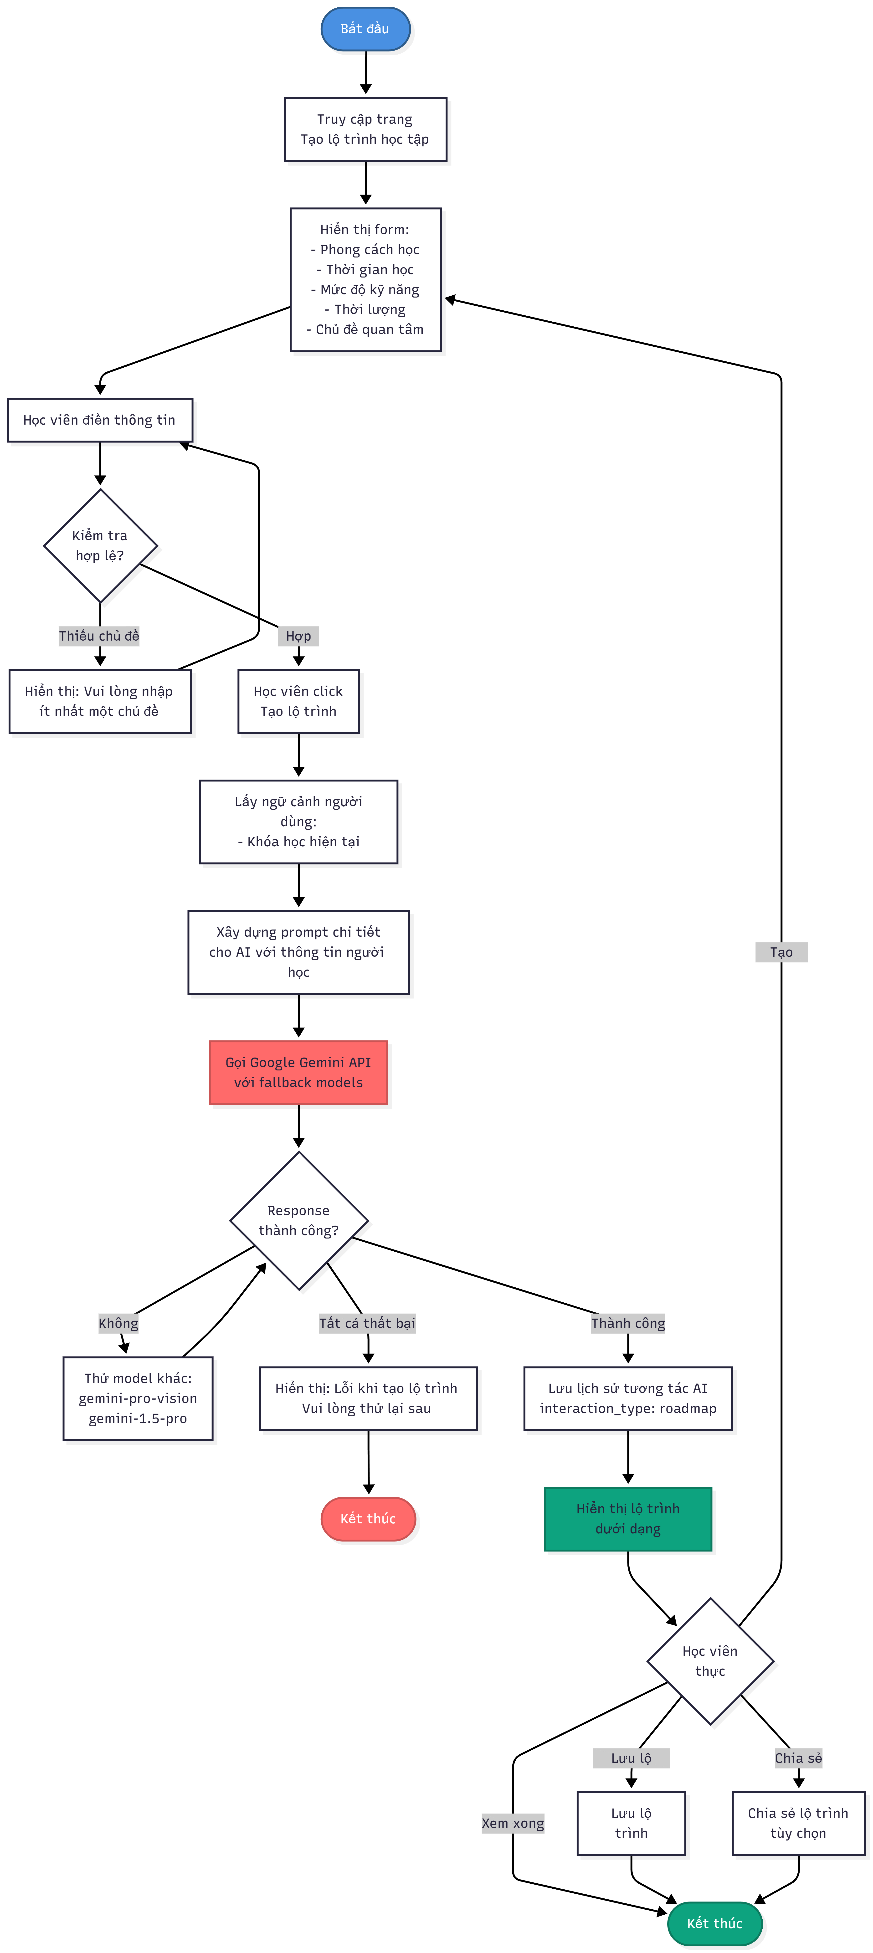 Bắt đầu
Truy cập trang
Tạo lộ trình học tập
Hiển thị form:
- Phong cách học
- Thời gian học
- Mức độ kỹ năng
- Thời lượng
- Chủ đề quan tâm
Học viên điền thông tin
Kiểm tra
hợp lệ?
Thiếu chủ đề
Hợp
Hiển thị: Vui lòng nhập
ít nhất một chủ đề
Học viên click
Tạo lộ trình
Lấy ngữ cảnh người
dùng:
- Khóa học hiện tại
Xây dựng prompt chi tiết
cho AI với thông tin người
học
Tạo
Gọi Google Gemini API
với fallback models
Response
thành công?
Không
Tất cả thất bại
Thành công
Thử model khác:
gemini-pro-vision
gemini-1.5-pro
Hiển thị: Lỗi khi tạo lộ trình
Vui lòng thử lại sau
Lưu lịch sử tương tác AI
interaction_type: roadmap
Kết thúc
Hiển thị lộ trình
dưới dạng
Học viên
thực
Lưu lộ
Chia sẻ
Xem xong
Lưu lộ
trình
Chia sẻ lộ trình
tùy chọn
Kết thúc